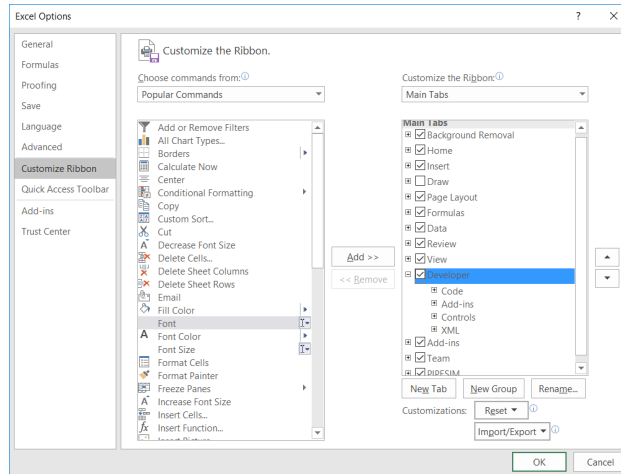 Excel Options
?
General
Formulas
Proofing
Save
Language
Advanced
Customize Ribbon
Quick Access Toolbar
Add-ins
Trust Center
Customize the Ribbon.
Choose commands from:
Popular Commands
Add or Remove Filters
All Chart Types...
Borders
Calculate Now
Center
Conditional Formatting
Copy
Custom Sort...
Cut
Decrease Font Size
Delete Cells...
Delete Sheet Columns
Delete Sheet Rows
Email
Fill Color
Font
Font Color
Font Size
Format Cells
Format Painter
Freeze Panes
Increase Font Size
Insert Cells...
Insert Function...
Insert Picture...
Add >>
<< Remove
Customize the Ribbon:
Main Tabs
Main Tabs
Background Removal
Home
Insert
Draw
Page Layout
Formulas
Data
Review
View
Developer
Code
Add-ins
Controls
XML
Add-ins
Team
PIPESIM
New Tab
New Group
Rename...
Customizations:
Reset
Import/Export
OK
Cancel